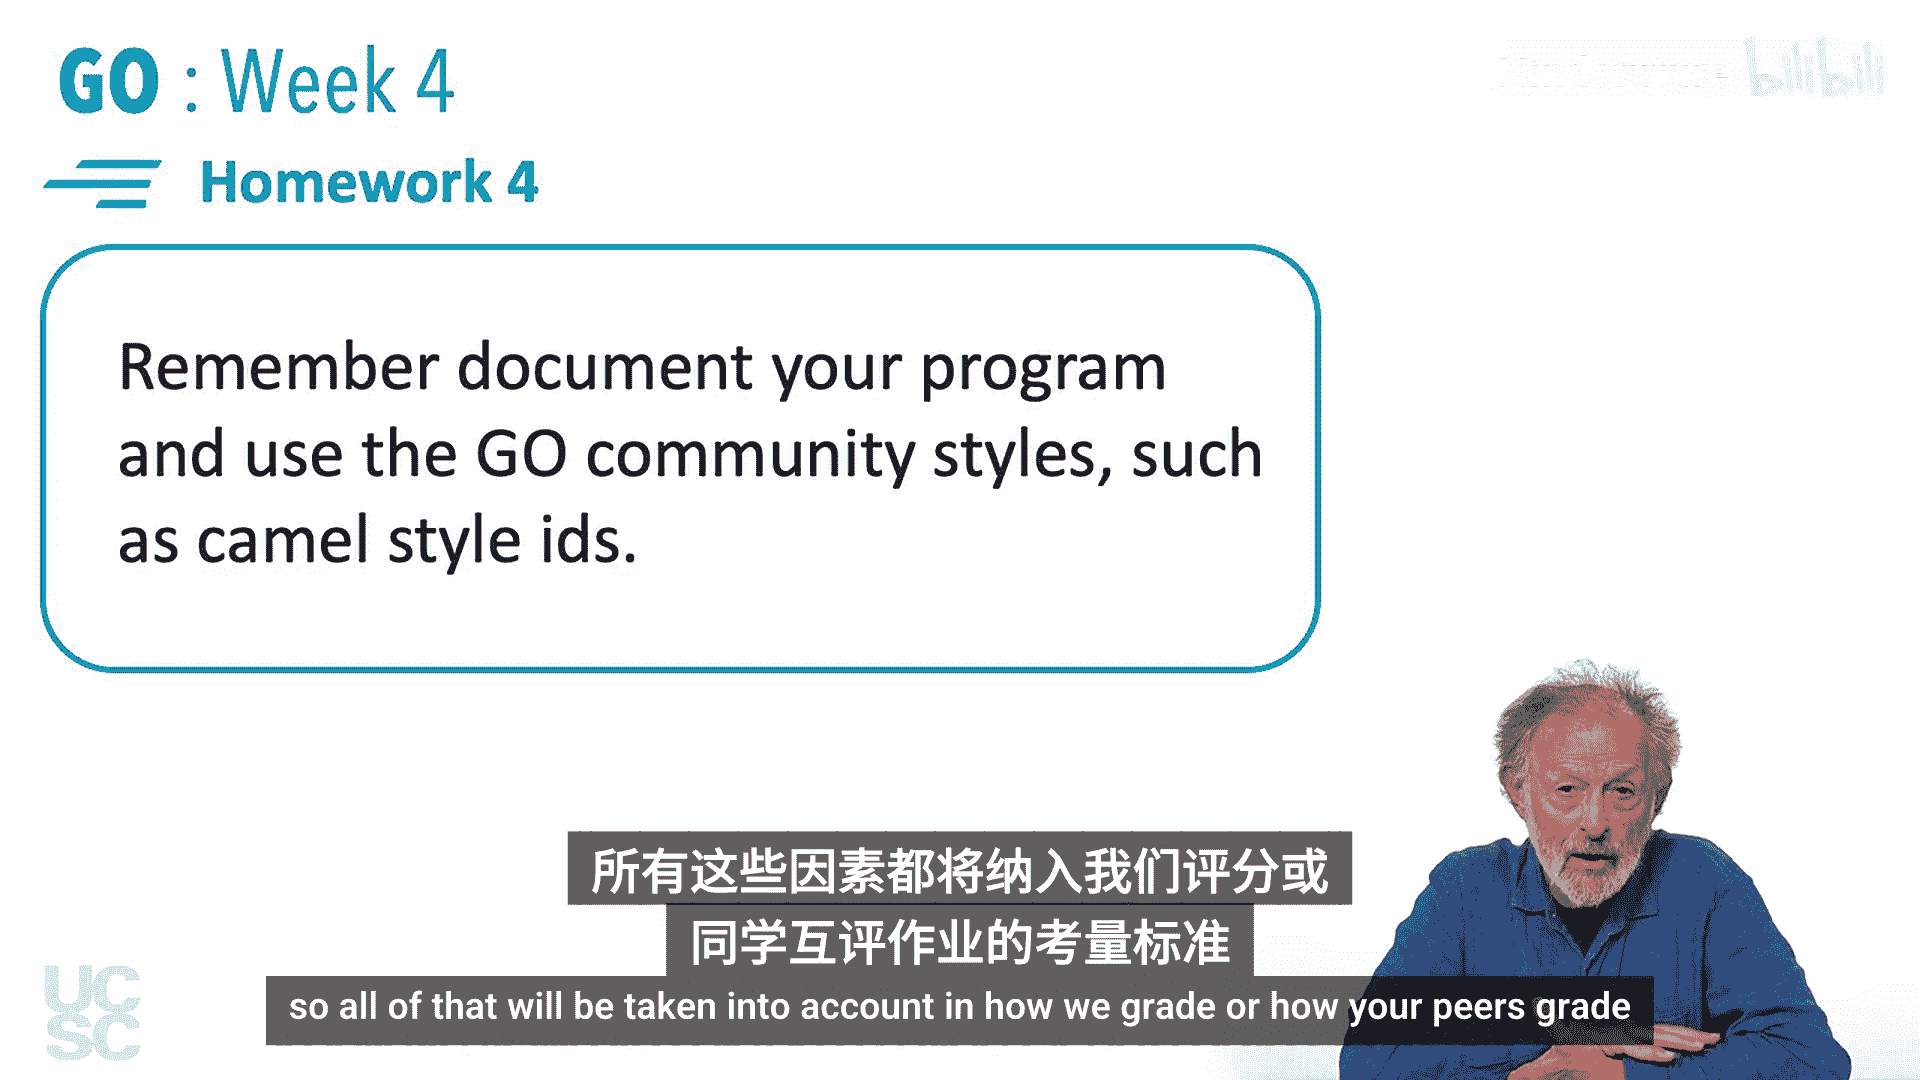 GO : Week 4
bilibili
Homework 4
Remember document your program
and use the GO community styles, such
as camel style ids.
所有这些因素都将纳入我们评分或
同学互评作业的考量标准
so all of that will be taken into account in how we grade or how your peers grade
UC
SC